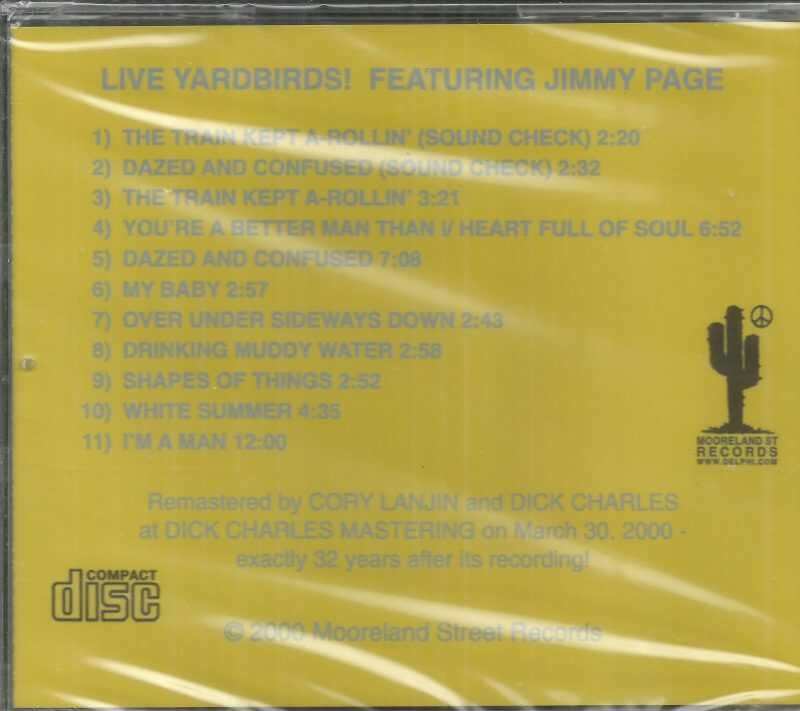 LIVE YARDBIRDS! FEATURING JIMMY PAGE
1) THE TRAIN KEPT A-ROLLIN' (SOUND CHECK) 2:20
2) DAZED AND CONFUSED (SOUND CHECK) 2:32
3) THE TRAIN KEPT A-ROLLIN' 3:21
4) YOU'RE A BETTER MAN THAN I/ HEART FULL OF SOUL 6:52
5) DAZED AND CONFUSED 7:08
6) MY BABY 2:57
7) OVER UNDER SIDEWAYS DOWN 2:43
8) DRINKING MUDDY WATER 2:58
9) SHAPES OF THINGS 2:52
10) WHITE SUMMER 4:35
11) I'M A MAN 12:00
MOORELAND ST
RECORDS
WWW.DELPHI.COM
Remastered by CORY LANJIN and DICK CHARLES
at DICK CHARLES MASTERING on March 30, 2000 -
exactly 32 years after its recording!
COMPACT
disc
© 2000 Mooreland Street Records